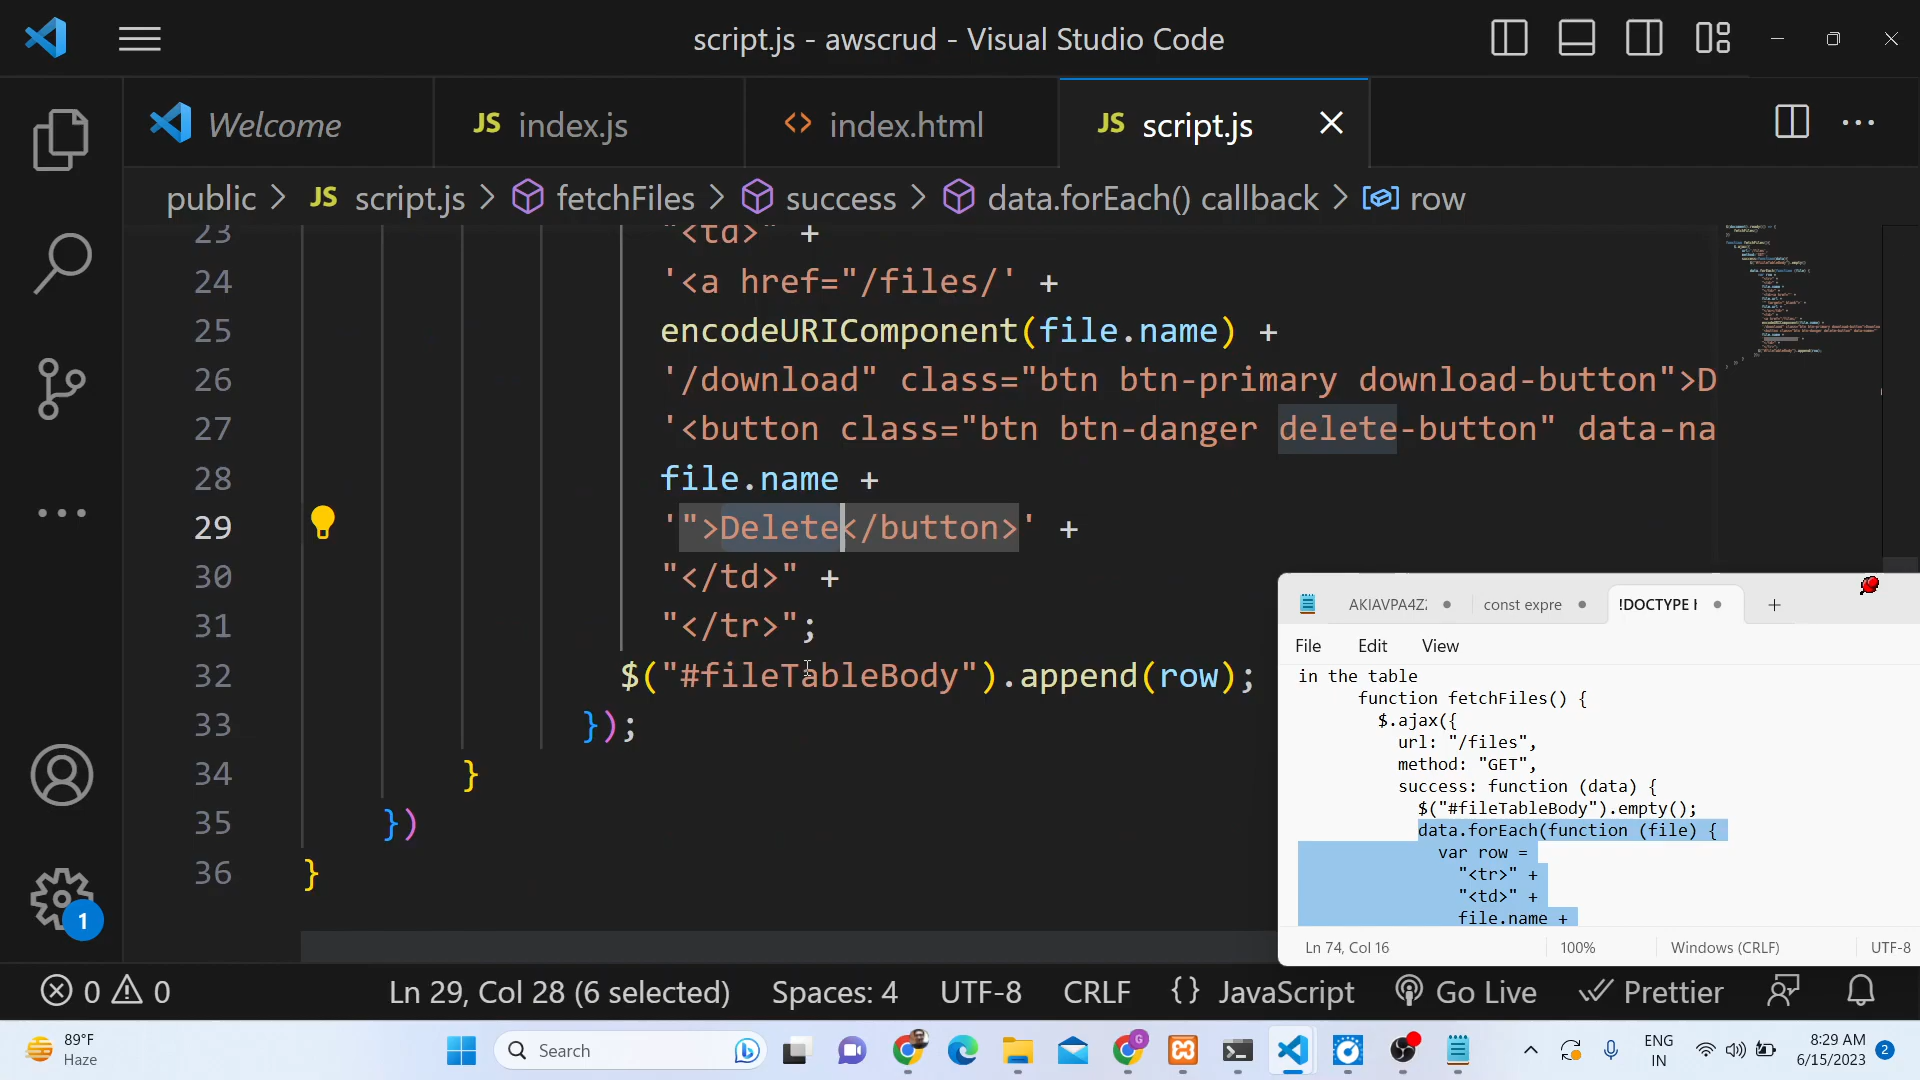 script.js - awscrud - Visual Studio Code
Welcome
JS index.js
<> index.html
JS script.js
public > JS script.js > fetchFiles > success > data.forEach() callback > row
23 "<td>" +
24 '<a href="/files/' +
25 encodeURIComponent(file.name) +
26 '/download" class="btn btn-primary download-button">D
27 '<button class="btn btn-danger delete-button" data-na
28 file.name +
29 '">Delete</button>' +
30 "</td>" +
31 "</tr>";
32 $("#fileTableBody").append(row);
33 });
34 }
35 })
36 }
AKIAVPA4Z
const expre
!DOCTYPE
File Edit View
in the table
function fetchFiles() {
$.ajax({
url: "/files",
method: "GET",
success: function (data) {
$("#fileTableBody").empty();
data.forEach(function (file) {
var row =
"<tr>" +
"<td>" +
file.name +
Ln 74, Col 16
100%
Windows (CRLF)
UTF-8
1
0 0
Ln 29, Col 28 (6 selected)
Spaces: 4
UTF-8
CRLF
{} JavaScript
Go Live
Prettier
89°F
Haze
Search
ENG
IN
8:29 AM
6/15/2023
2